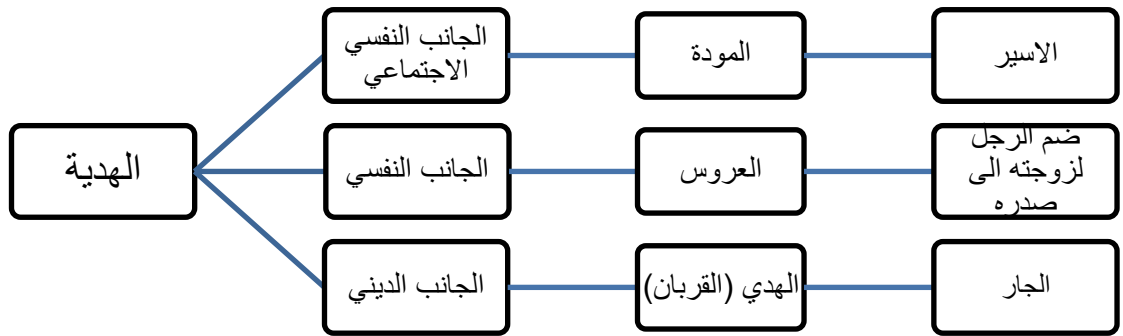 الهدية
الجانب النفسي
الاجتماعي
المودة
الاسير
الجانب النفسي
العروس
ضم الرجل
لزوجته الى
صدره
الجانب الديني
الهدي (القربان)
الجار